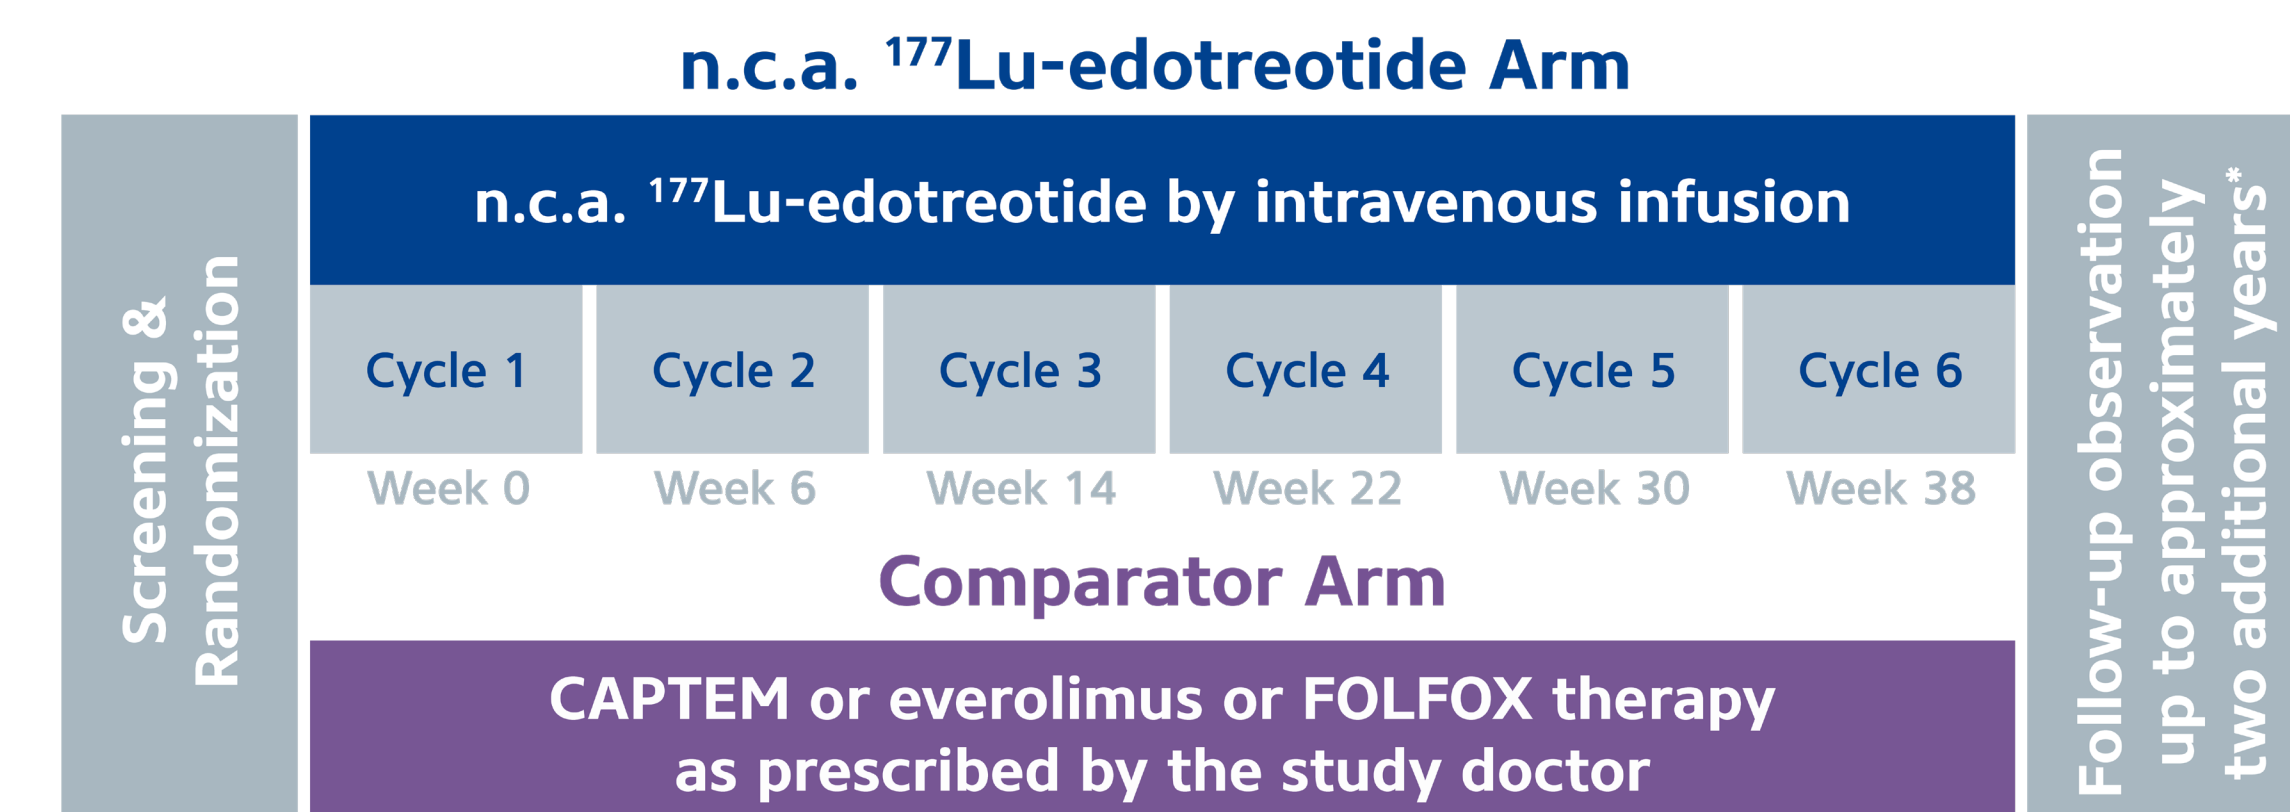 n.c.a. ¹⁷⁷Lu-edotreotide Arm
Screening &
Randomization
n.c.a. ¹⁷⁷Lu-edotreotide by intravenous infusion
Cycle 1
Cycle 2
Cycle 3
Cycle 4
Cycle 5
Cycle 6
Week 0
Week 6
Week 14
Week 22
Week 30
Week 38
Comparator Arm
CAPTEM or everolimus or FOLFOX therapy
as prescribed by the study doctor
Follow-up observation
up to approximately
two additional years*